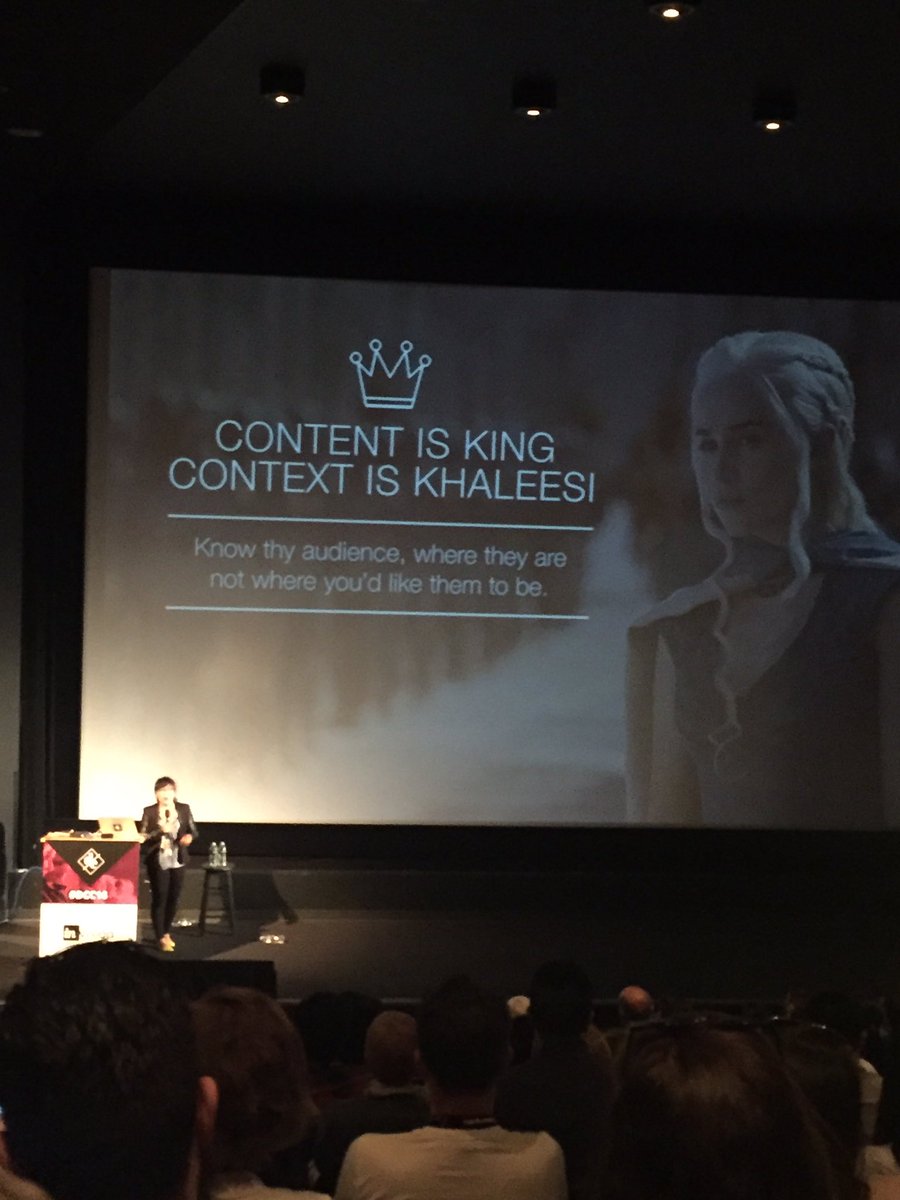 CONTENT IS KING
CONTEXT IS KHALEESI
Know thy audience, where they are
not where you'd like them to be.